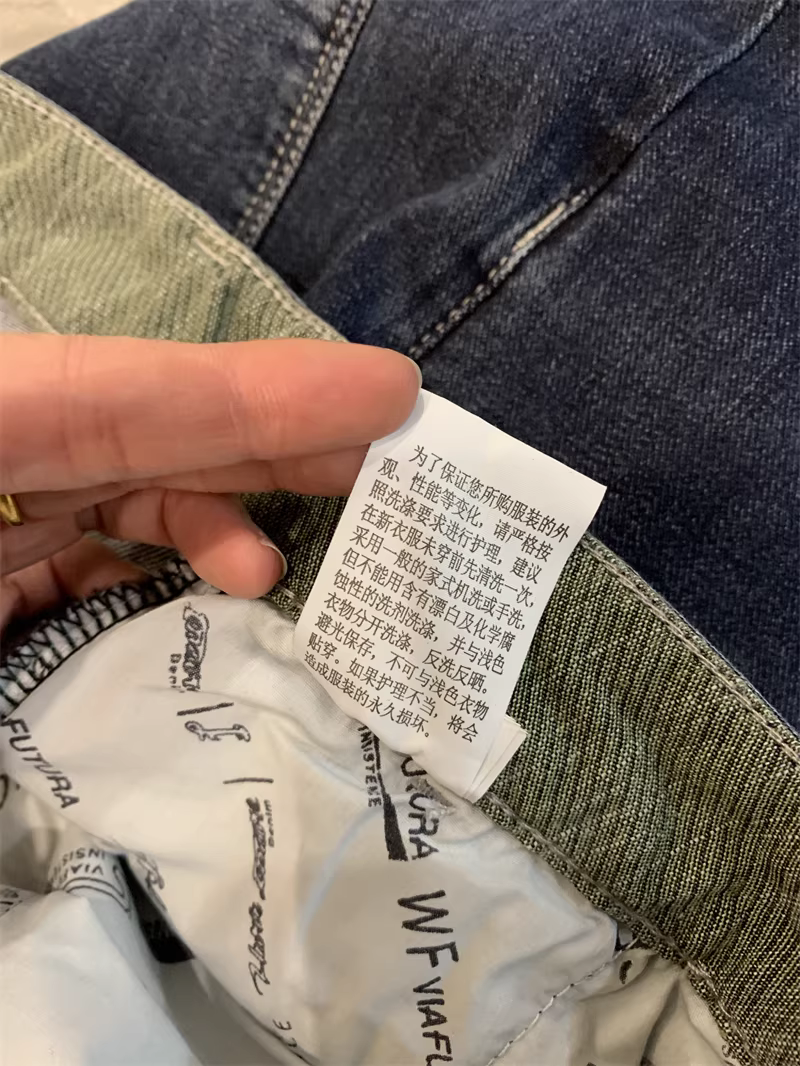 为了保证您所购服装的外
观、性能等变化，请严格按
照洗涤要求进行护理，建议
在新衣服未穿前先清洗一次，
采用一般的家式机洗或手洗，
但不能用含有漂白及化学腐
蚀性的洗剂洗涤，并与浅色
衣物分开洗涤，反洗反晒。
避光保存，不可与浅色衣物
贴穿。如果护理不当，将会
造成服装的永久损坏。
FUTURA
WF VIAFU